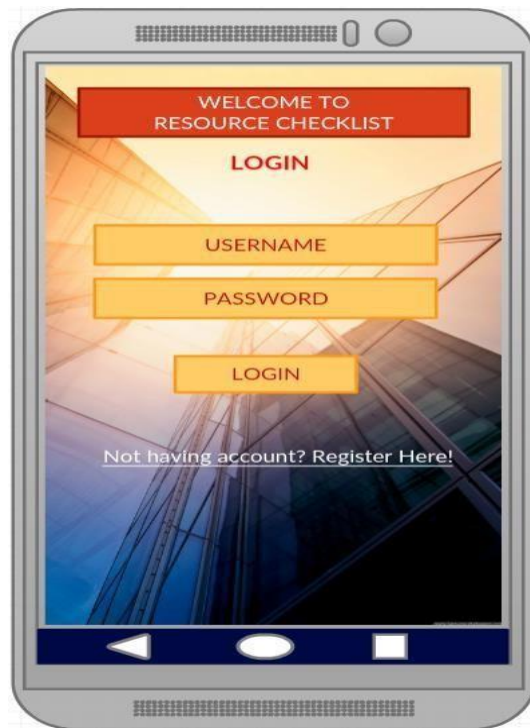 WELCOME TO
RESOURCE CHECKLIST
LOGIN
USERNAME
PASSWORD
LOGIN
Not having account? Register Here!